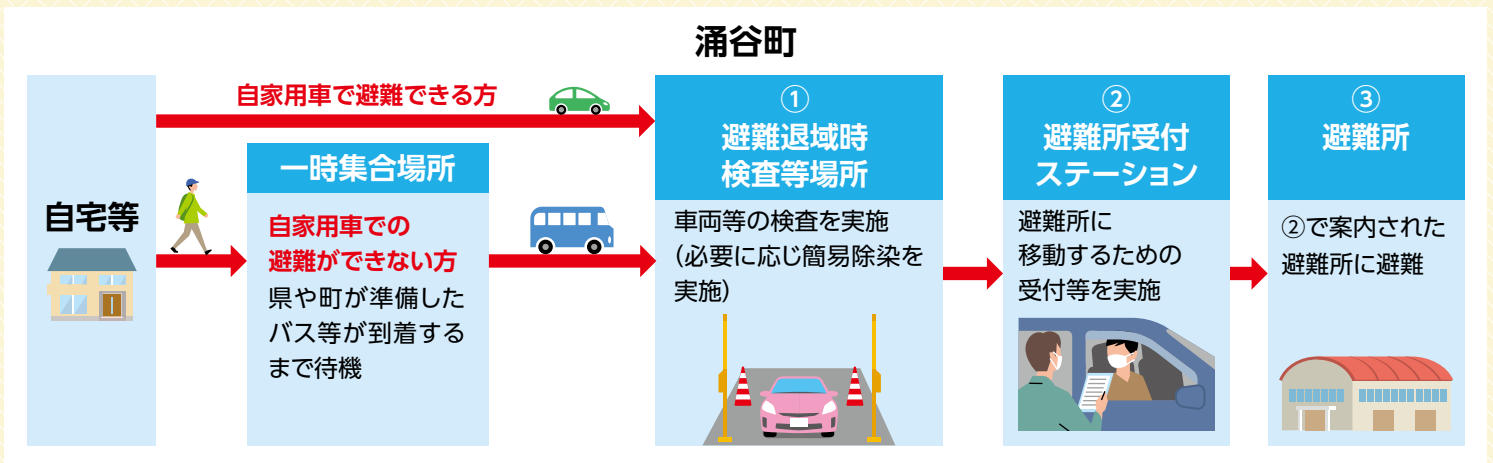 涌谷町
自宅等
自家用車で避難できる方
一時集合場所
自家用車での
避難ができない方
県や町が準備した
バス等が到着する
まで待機
①
避難退域時
検査等場所
車両等の検査を実施
(必要に応じ簡易除染を
実施)
②
避難所受付
ステーション
避難所に
移動するための
受付等を実施
③
避難所
②で案内された
避難所に避難